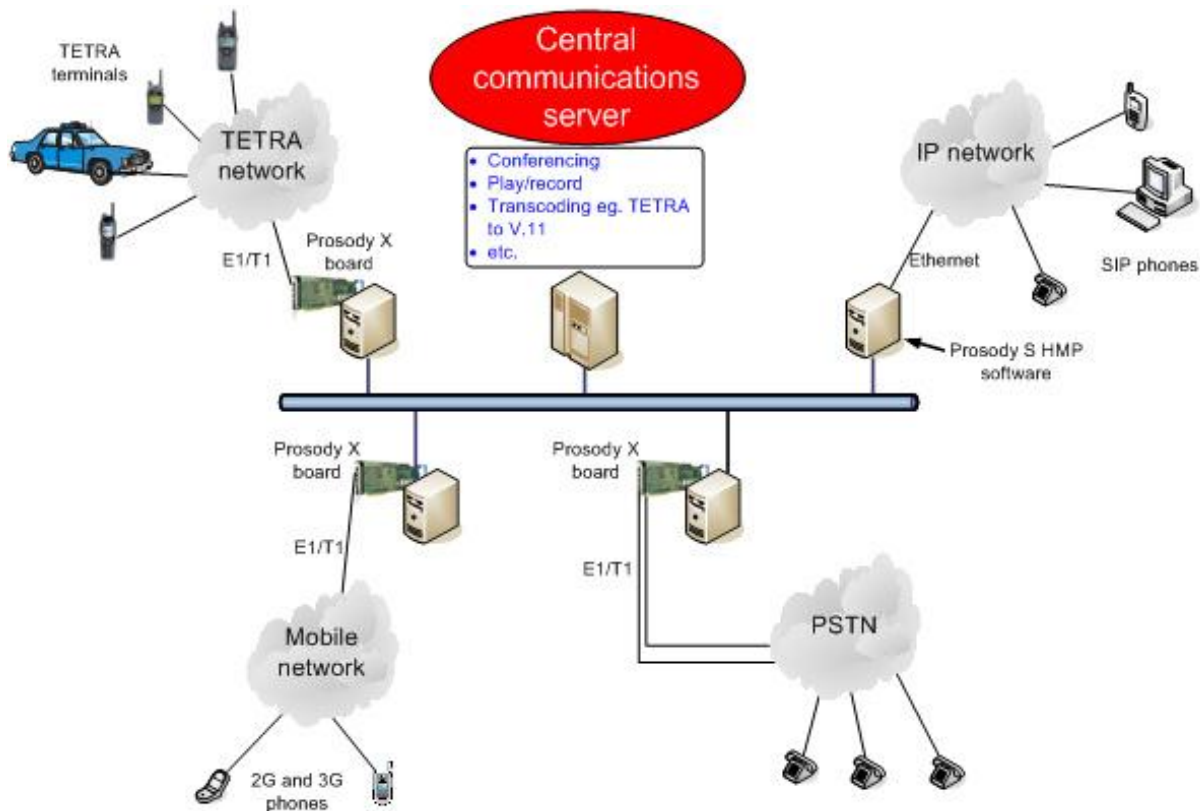 TETRA
terminals
TETRA
network
Central
communications
server
• Conferencing
• Play/record
• Transcoding eg. TETRA
to V.11
• etc.
IP network
SIP phones
E1/T1
Prosody X
board
Ethernet
Prosody S HMP
software
Prosody X
board
E1/T1
Prosody X
board
E1/T1
Mobile
network
PSTN
2G and 3G
phones